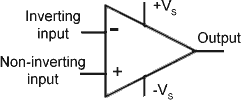 Inverting
input
+Vs
-
Output
Non-inverting
input
+
-Vs